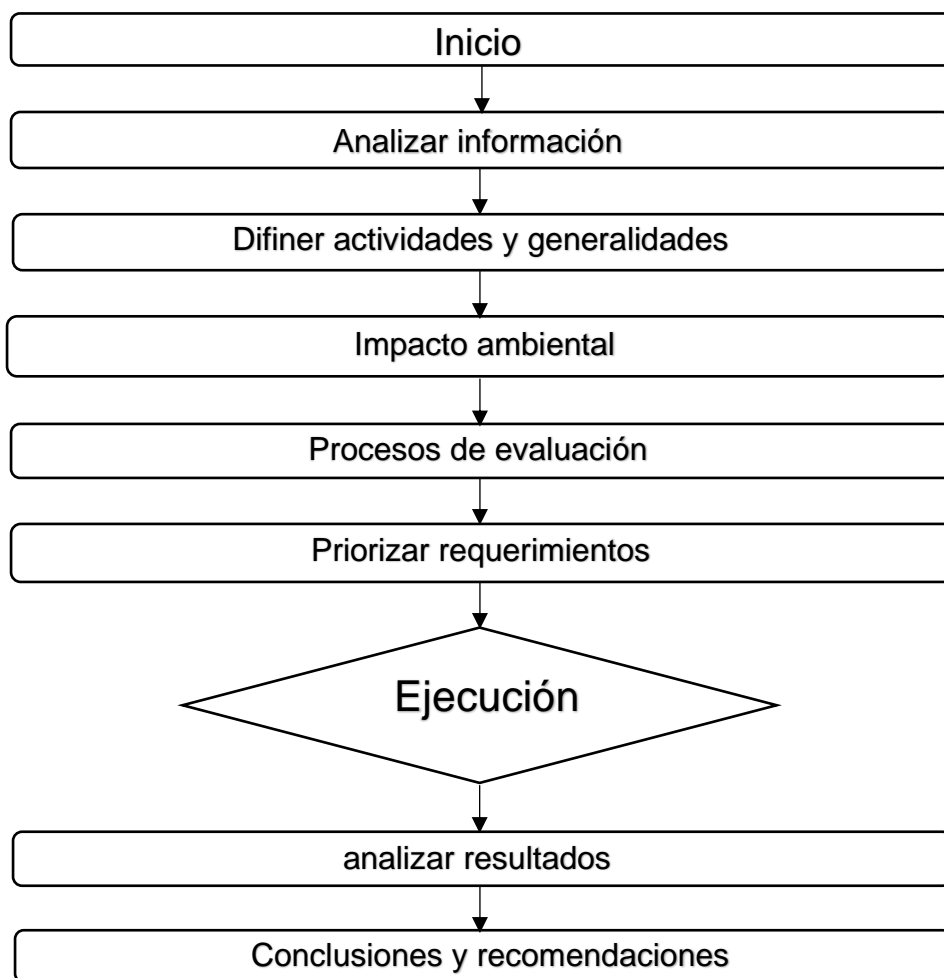 Inicio
Analizar información
Difiner actividades y generalidades
Impacto ambiental
Procesos de evaluación
Priorizar requerimientos
Ejecución
analizar resultados
Conclusiones y recomendaciones